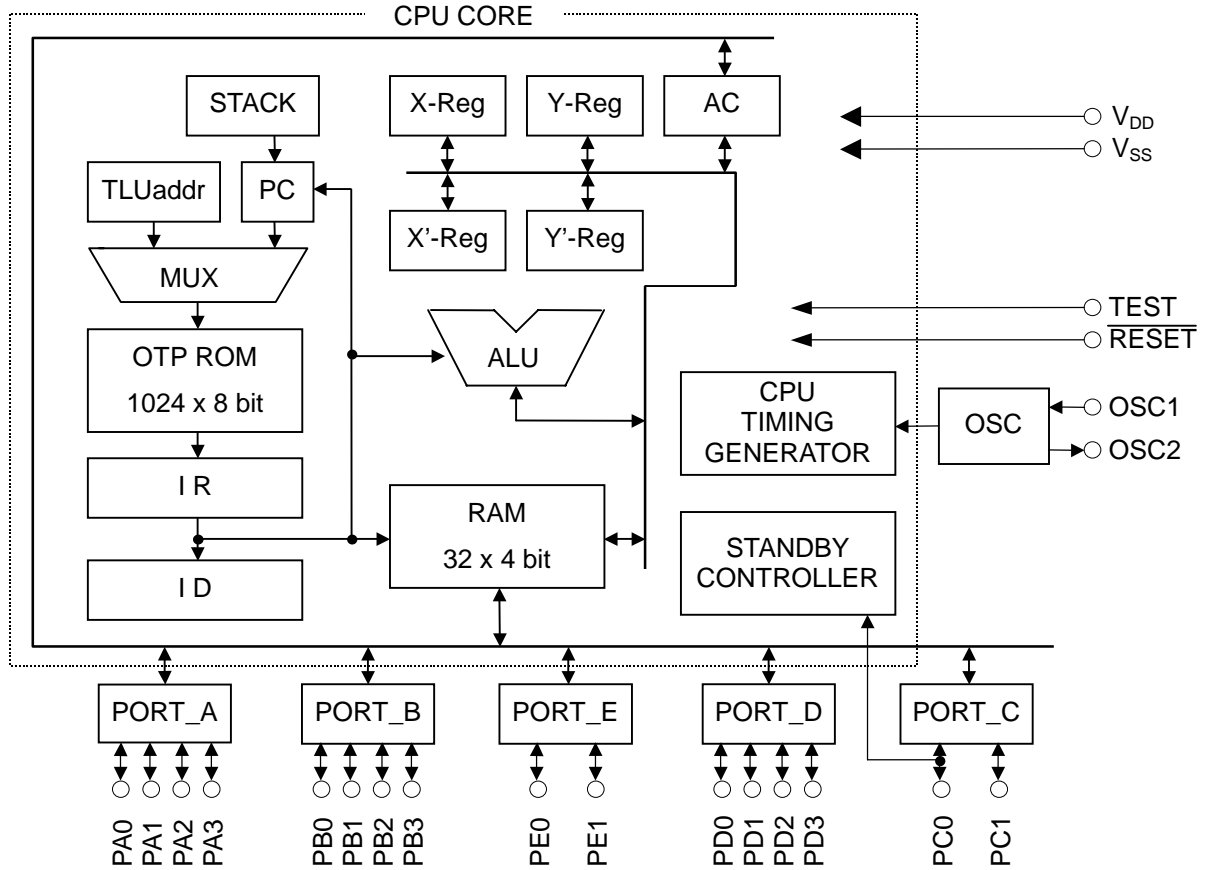 CPU CORE
STACK
X-Reg
Y-Reg
AC
VDD
VSS
TLUaddr
PC
X'-Reg
Y'-Reg
MUX
TEST
RESET
OTP ROM
1024 x 8 bit
ALU
CPU
TIMING
GENERATOR
OSC
OSC1
OSC2
I R
RAM
32 x 4 bit
STANDBY
CONTROLLER
I D
PORT_A
PORT_B
PORT_E
PORT_D
PORT_C
PA0
PA1
PA2
PA3
PB0
PB1
PB2
PB3
PE0
PE1
PD0
PD1
PD2
PD3
PC0
PC1